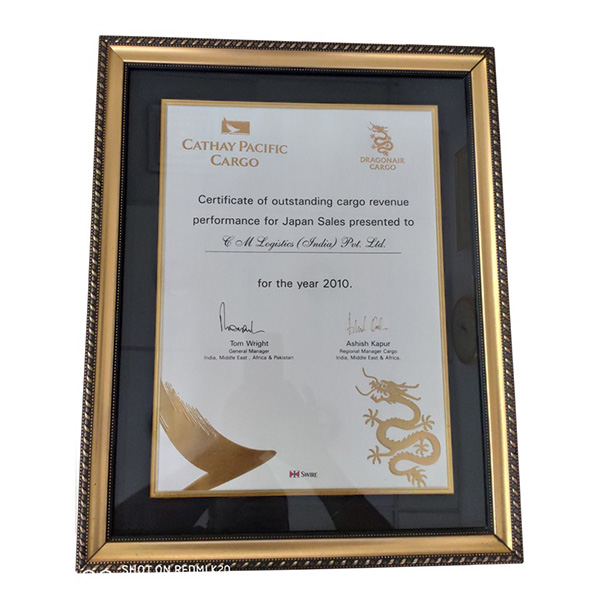 CATHAY PACIFIC
CARGO
DRAGONAIR
CARGO
Certificate of outstanding cargo revenue
performance for Japan Sales presented to
C M Logistics (India) Pvt. Ltd.
for the year 2010.
Tom Wright
General Manager
India, Middle East , Africa & Pakistan
Ashish Kapur
Regional Manager Cargo
India, Middle East & Africa.
SWIRE
SHOT ON REDMI K20